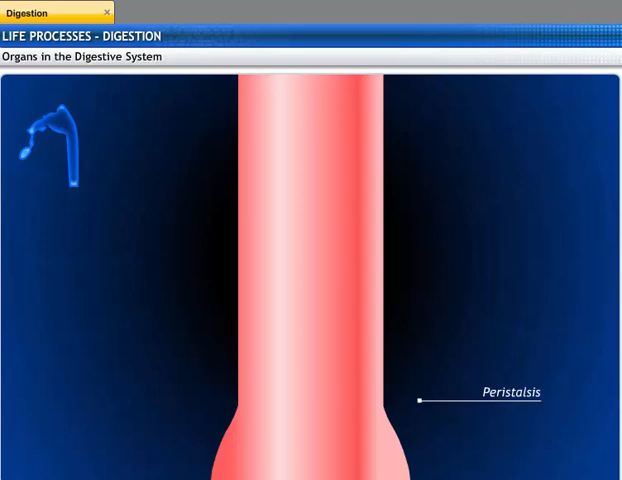 Digestion
LIFE PROCESSES - DIGESTION
Organs in the Digestive System
Peristalsis